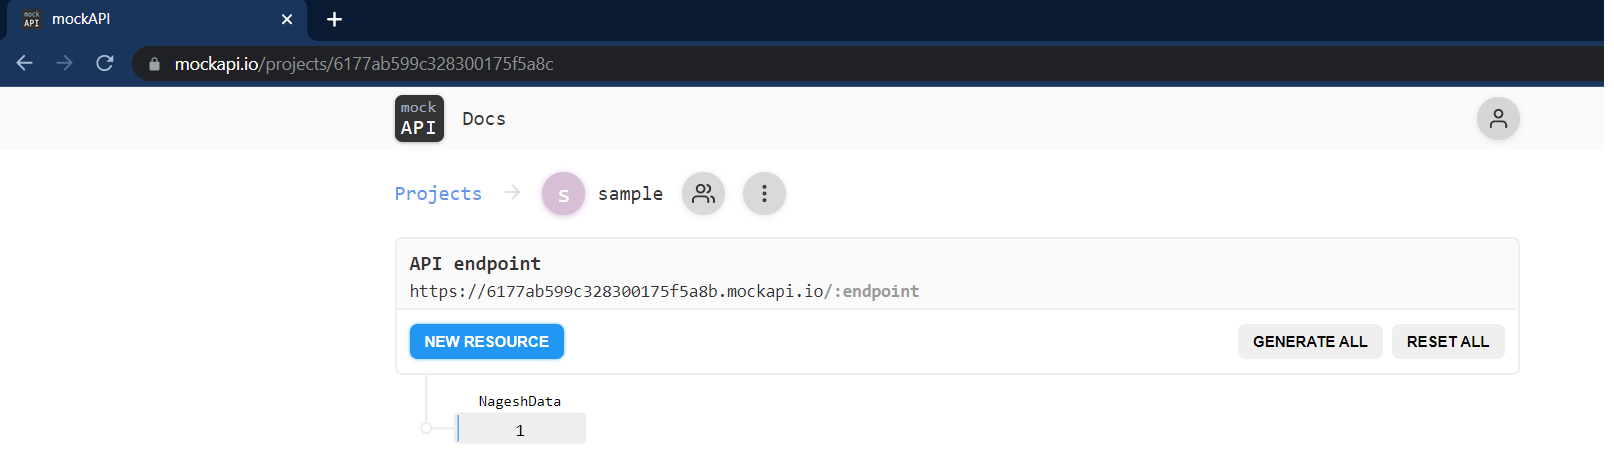 mock API mockAPI
mockapi.io/projects/6177ab599c328300175f5a8c
mock API Docs
Projects s sample
API endpoint
https://6177ab599c328300175f5a8b.mockapi.io/:endpoint
NEW RESOURCE GENERATE ALL RESET ALL
NageshData
1